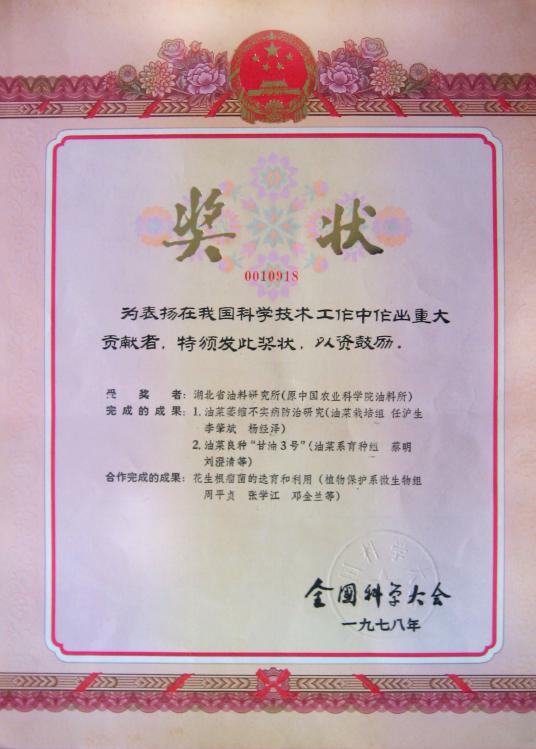 奖 状
0010918
为表扬在我国科学技术工作中作出重大
贡献者，特颁发此奖状，以资鼓励．
受 奖 者：湖北省油料研究所(原中国农业科学院油料所)
完成的成果：1.油菜萎缩不实病防治研究(油菜栽培组 任沪生
李肇斌 杨经泽)
2.油菜良种“甘油3号”(油菜系育种组 蔡明
刘澄清等)
合作完成的成果：花生根瘤菌的选育和利用(植物保护系微生物组
周平贞 张学江 邓金兰等)
全国科学大会
一九七八年